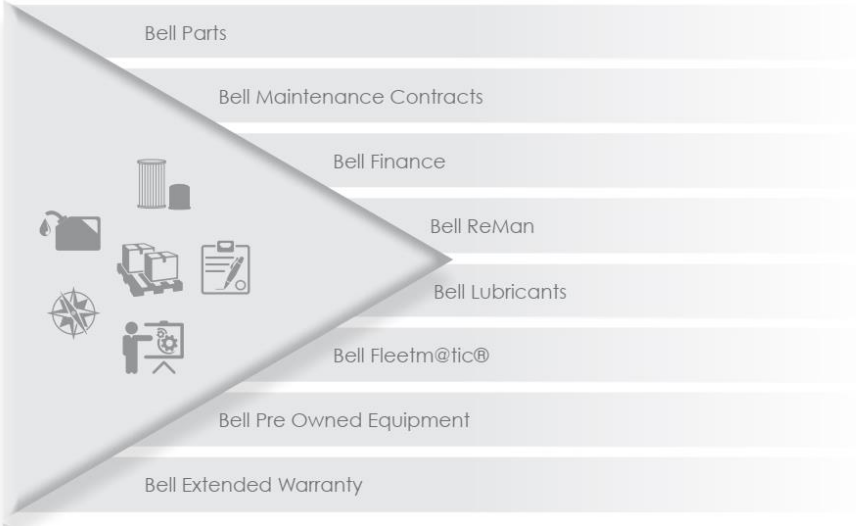 Bell Parts
Bell Maintenance Contracts
Bell Finance
Bell ReMan
Bell Lubricants
Bell Fleetm@tic®
Bell Pre Owned Equipment
Bell Extended Warranty